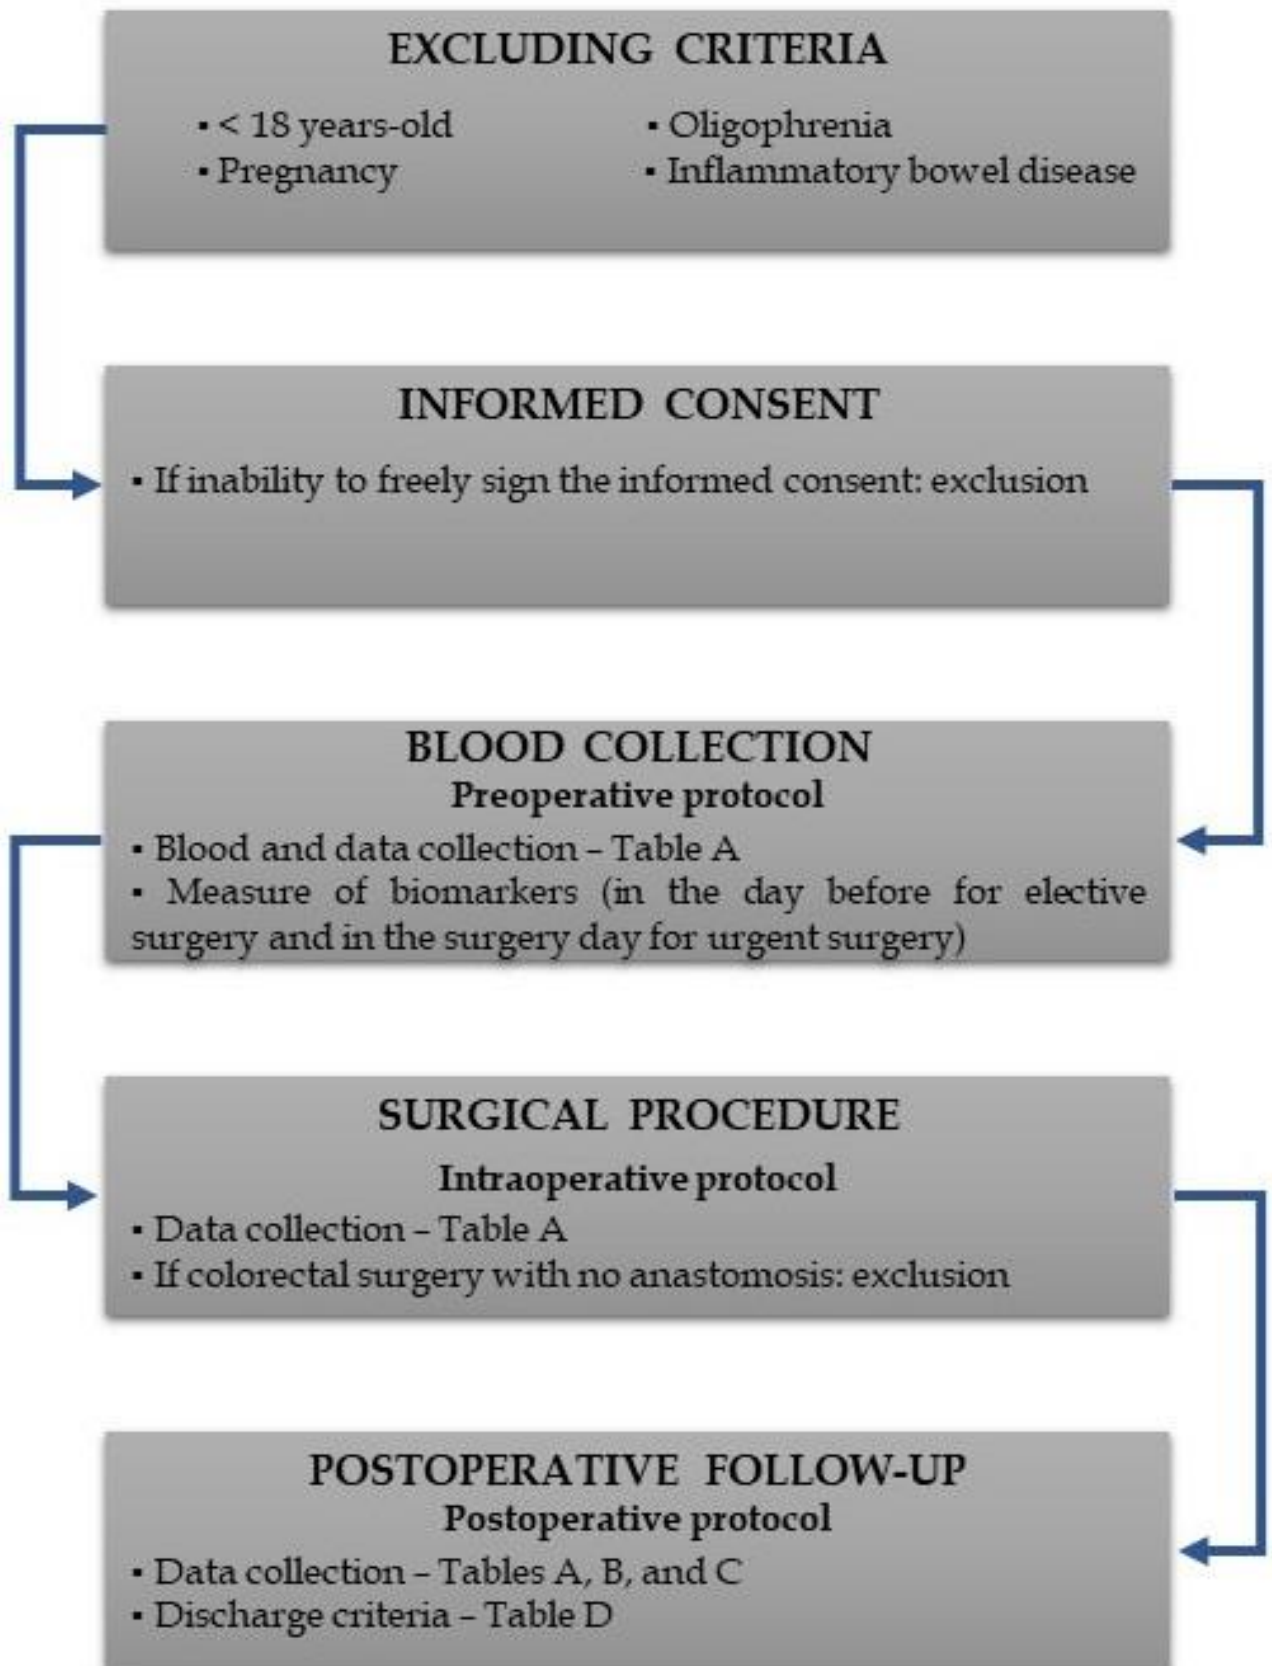 EXCLUDING CRITERIA
▪ < 18 years-old
▪ Oligophrenia
▪ Pregnancy
▪ Inflammatory bowel disease
INFORMED CONSENT
▪ If inability to freely sign the informed consent: exclusion
BLOOD COLLECTION
Preoperative protocol
▪ Blood and data collection – Table A
▪ Measure of biomarkers (in the day before for elective
surgery and in the surgery day for urgent surgery)
SURGICAL PROCEDURE
Intraoperative protocol
▪ Data collection – Table A
▪ If colorectal surgery with no anastomosis: exclusion
POSTOPERATIVE FOLLOW-UP
Postoperative protocol
▪ Data collection – Tables A, B, and C
▪ Discharge criteria – Table D